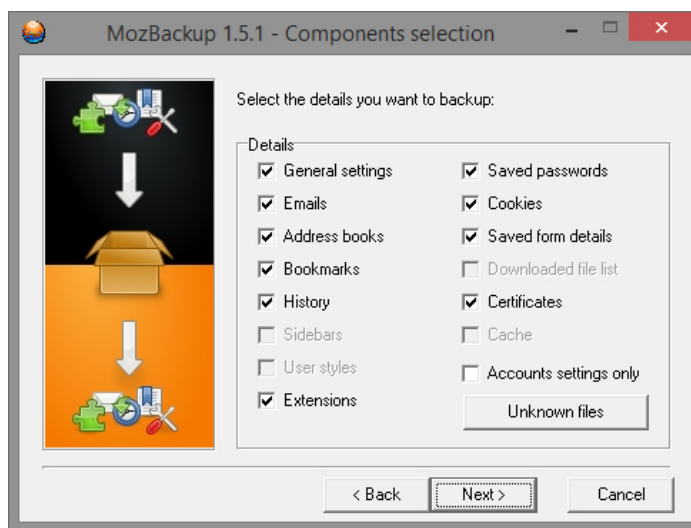 MozBackup 1.5.1 - Components selection
Select the details you want to backup:
Details
General settings
Emails
Address books
Bookmarks
History
Sidebars
User styles
Extensions
Saved passwords
Cookies
Saved form details
Downloaded file list
Certificates
Cache
Accounts settings only
Unknown files
< Back
Next >
Cancel